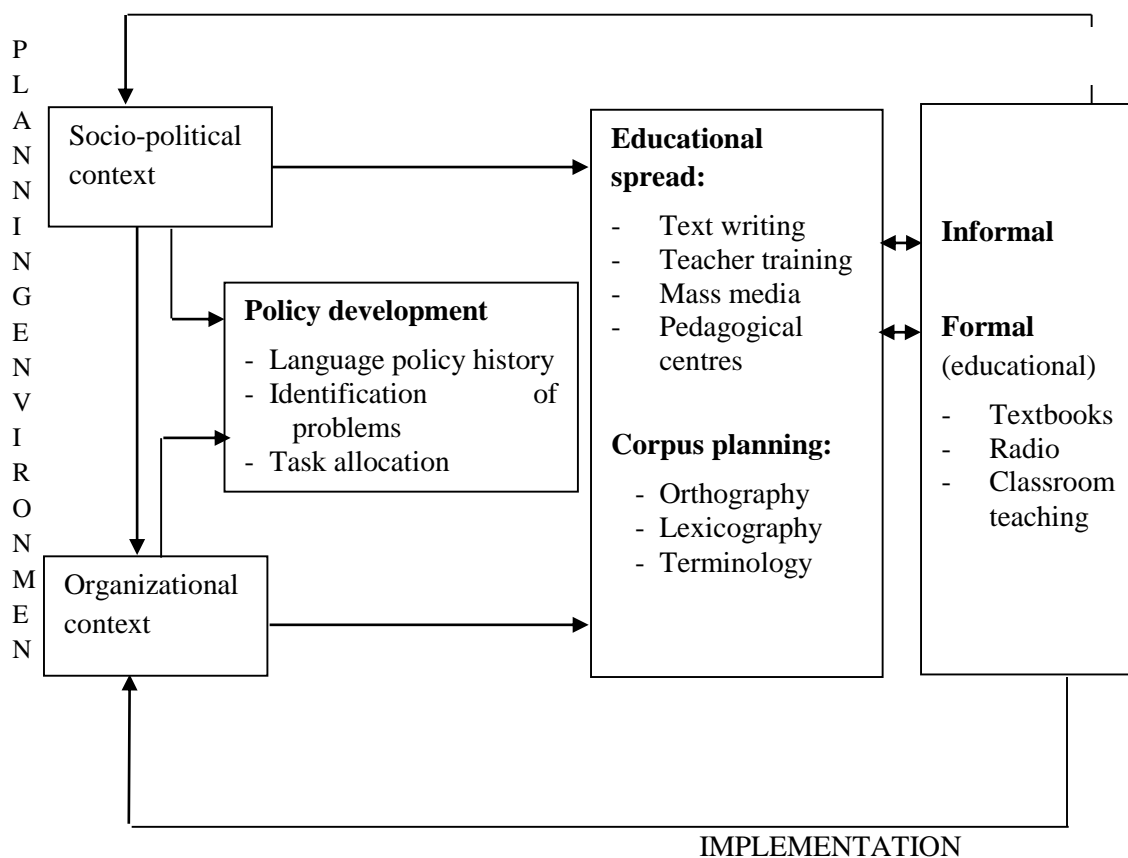 P
L
A
N
N
I
N
G
E
N
V
I
R
O
N
M
E
N
Socio-political
context
Policy development
- Language policy history
- Identification of
problems
- Task allocation
Organizational
context
Educational
spread:
- Text writing
- Teacher training
- Mass media
- Pedagogical
centres
Corpus planning:
- Orthography
- Lexicography
- Terminology
Informal
Formal
(educational)
- Textbooks
- Radio
- Classroom
teaching
IMPLEMENTATION